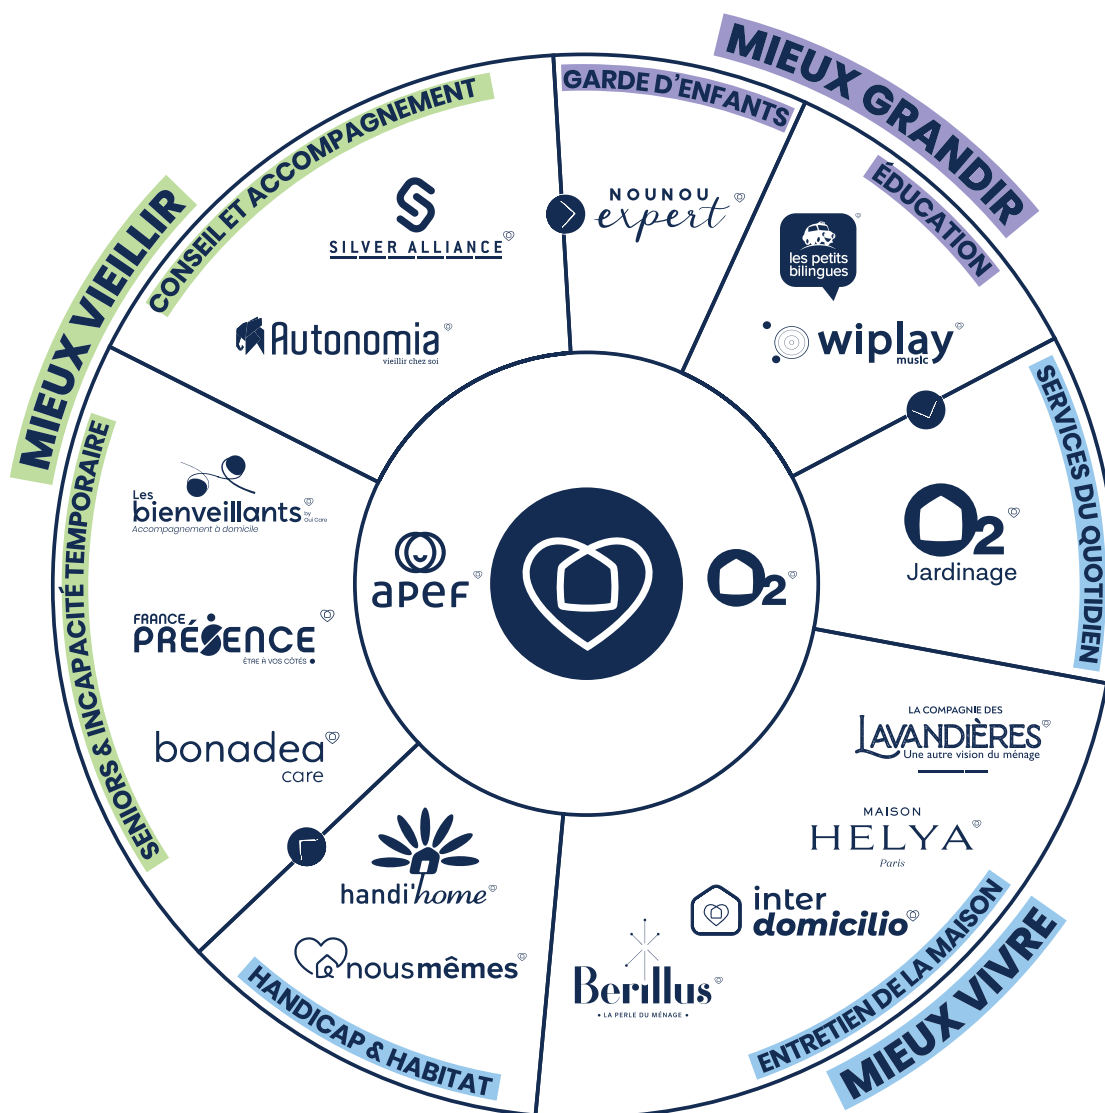 MIEUX GRANDIR
GARDE D'ENFANTS
NOUNOU
expert
ÉDUCATION
les petits
bilingues
wiplay
music
MIEUX VIEILLIR
CONSEIL ET ACCOMPAGNEMENT
SILVER ALLIANCE
Autonomia
vieillir chez soi
SENIORS & INCAPACITÉ TEMPORAIRE
Les
bienveillants
by
Oui Care
Accompagnement à domicile
FRANCE
PRÉSENCE
ÊTRE À VOS CÔTÉS
bonadea
care
apef
O2
SERVICES DU QUOTIDIEN
O2
Jardinage
LA COMPAGNIE DES
LAVANDIÈRES
Une autre vision du ménage
MAISON
HELYA
Paris
inter
domicilio
Berillus
• LA PERLE DU MÉNAGE •
ENTRETIEN DE LA MAISON
MIEUX VIVRE
handi'home
nousmêmes
HANDICAP & HABITAT